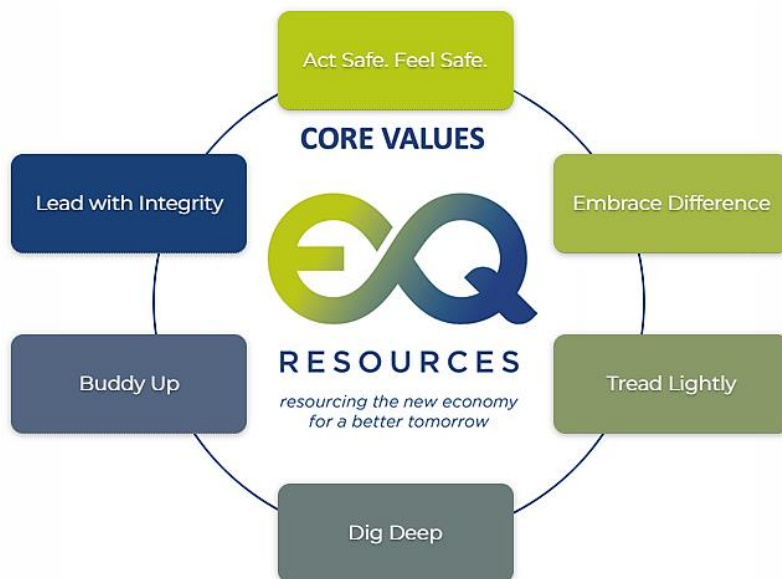 Act Safe. Feel Safe.
CORE VALUES
Lead with Integrity
Embrace Difference
EQ
RESOURCES
Buddy Up
Tread Lightly
resourcing the new economy
for a better tomorrow
Dig Deep